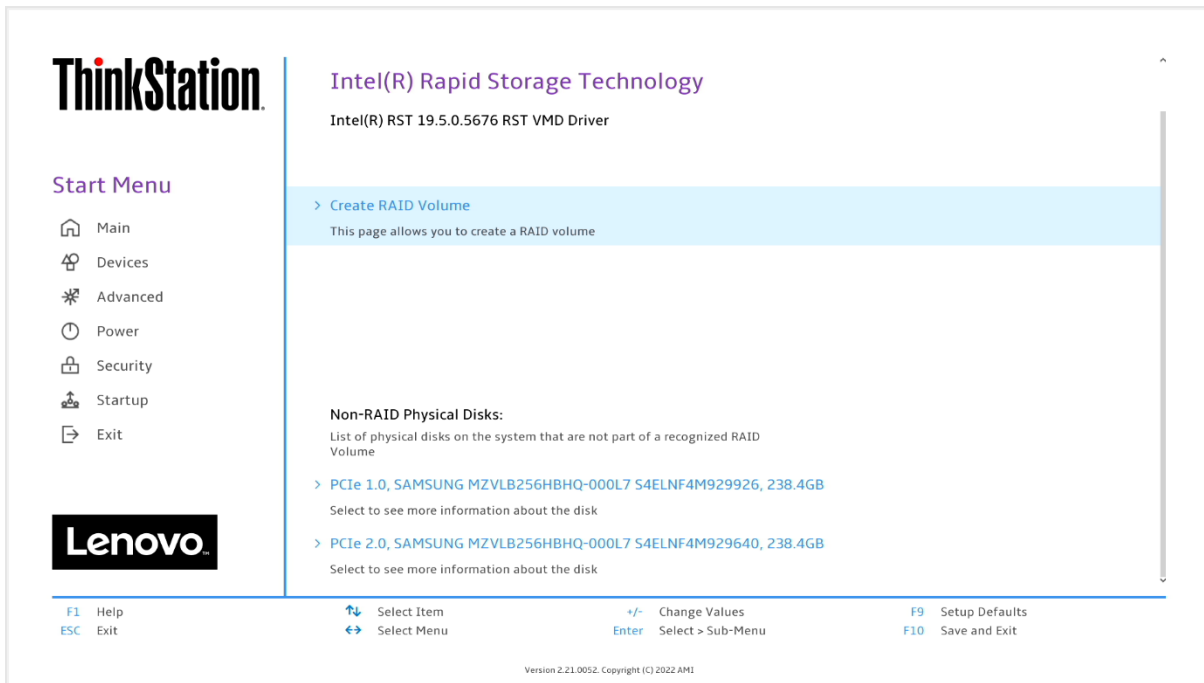 ThinkStation
Start Menu
Main
Devices
Advanced
Power
Security
Startup
Exit
Lenovo
Intel(R) Rapid Storage Technology
Intel(R) RST 19.5.0.5676 RST VMD Driver
> Create RAID Volume
This page allows you to create a RAID volume
Non-RAID Physical Disks:
List of physical disks on the system that are not part of a recognized RAID
Volume
> PCIe 1.0, SAMSUNG MZVLB256HBHQ-000L7 S4ELNF4M929926, 238.4GB
Select to see more information about the disk
> PCIe 2.0, SAMSUNG MZVLB256HBHQ-000L7 S4ELNF4M929640, 238.4GB
Select to see more information about the disk
F1 Help ↑↓ Select Item +/- Change Values F9 Setup Defaults
ESC Exit ←→ Select Menu Enter Select > Sub-Menu F10 Save and Exit
Version 2.21.0052. Copyright (C) 2022 AMI